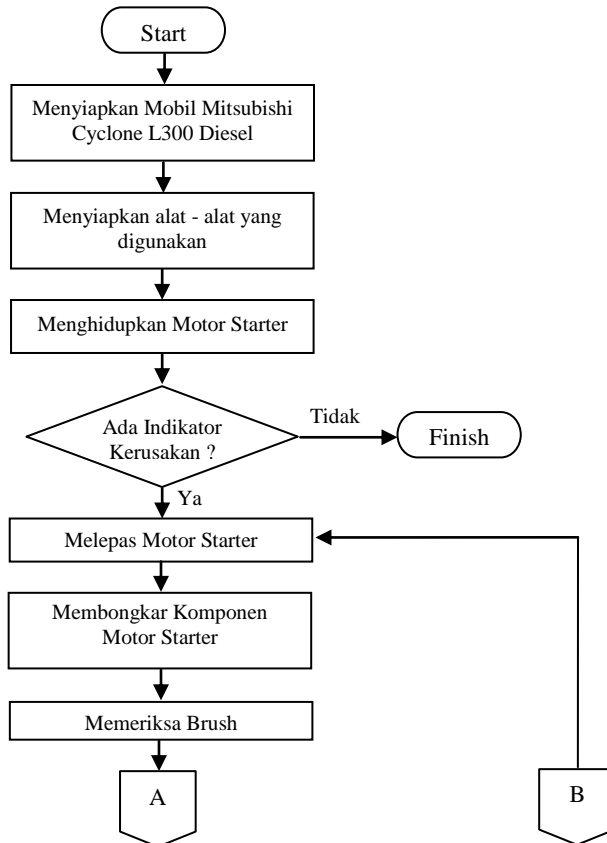 Start
Menyiapkan Mobil Mitsubishi
Cyclone L300 Diesel
Menyiapkan alat - alat yang
digunakan
Menghidupkan Motor Starter
Ada Indikator
Kerusakan ?
Tidak
Finish
Ya
Melepas Motor Starter
Membongkar Komponen
Motor Starter
Memeriksa Brush
A
B